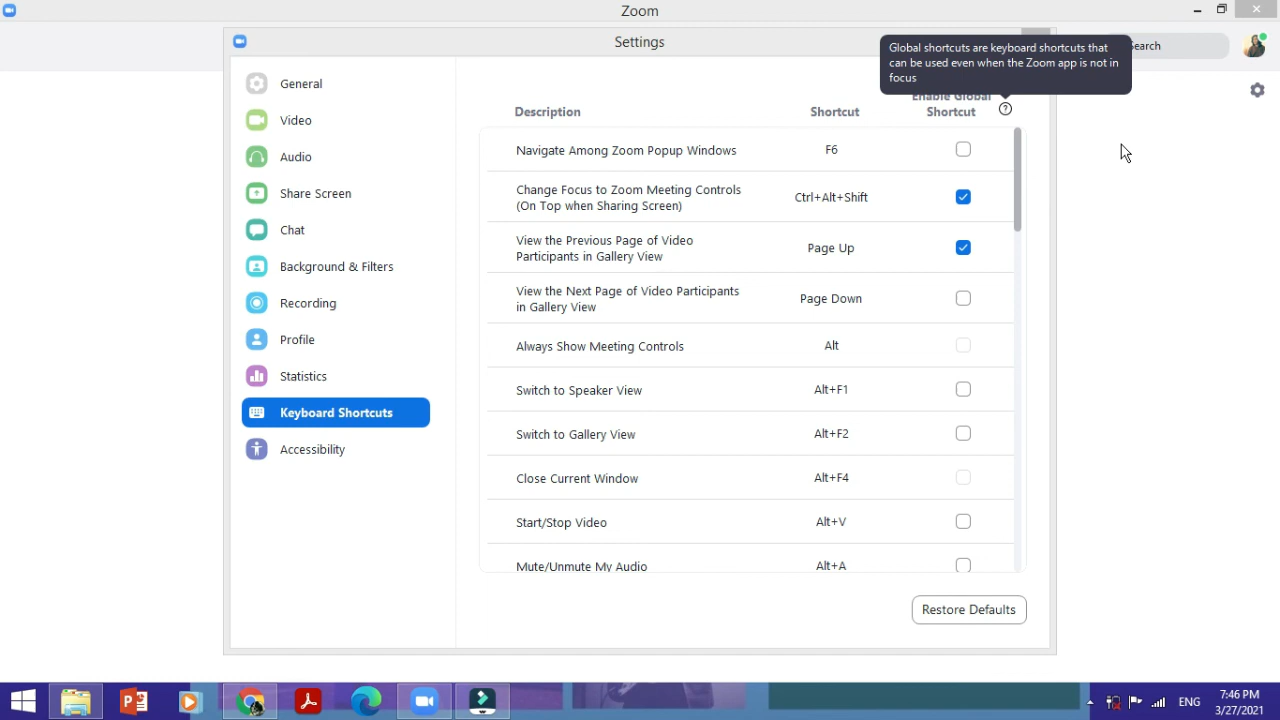 Zoom
Settings
Search
Global shortcuts are keyboard shortcuts that
can be used even when the Zoom app is not in
focus
General
Video
Audio
Share Screen
Chat
Background & Filters
Recording
Profile
Statistics
Keyboard Shortcuts
Accessibility
Description Shortcut Enable Global
Shortcut
Navigate Among Zoom Popup Windows F6
Change Focus to Zoom Meeting Controls
(On Top when Sharing Screen) Ctrl+Alt+Shift
View the Previous Page of Video
Participants in Gallery View Page Up
View the Next Page of Video Participants
in Gallery View Page Down
Always Show Meeting Controls Alt
Switch to Speaker View Alt+F1
Switch to Gallery View Alt+F2
Close Current Window Alt+F4
Start/Stop Video Alt+V
Mute/Unmute My Audio Alt+A
Restore Defaults
ENG
7:46 PM
3/27/2021